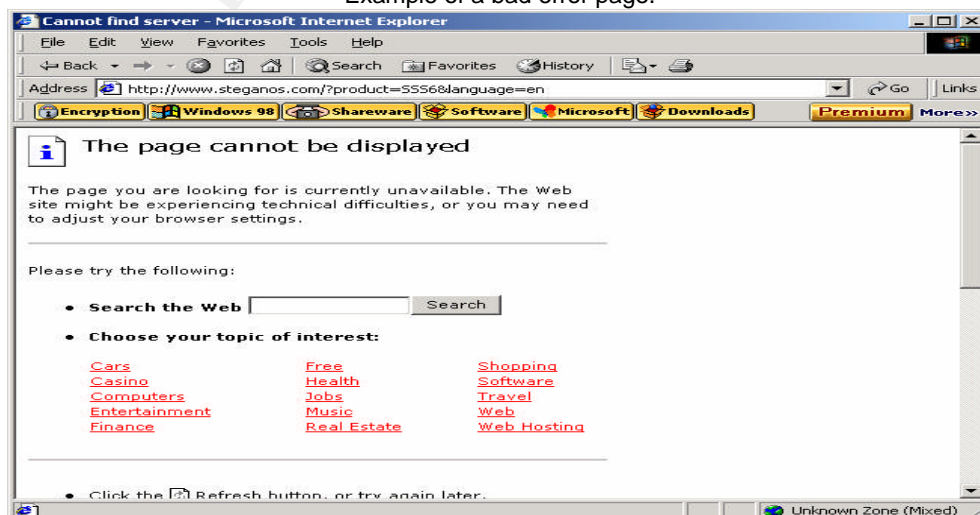 Example of a bad error page.
Cannot find server - Microsoft Internet Explorer
File Edit View Favorites Tools Help
Back Search Favorites History
Address http://www.steganos.com/?product=SSS6&language=en Go Links
Encryption Windows 98 Shareware Software Microsoft Downloads Premium More»
The page cannot be displayed
The page you are looking for is currently unavailable. The Web
site might be experiencing technical difficulties, or you may need
to adjust your browser settings.
Please try the following:
• Search the Web Search
• Choose your topic of interest:
Cars Free Shopping
Casino Health Software
Computers Jobs Travel
Entertainment Music Web
Finance Real Estate Web Hosting
• Click the Refresh button, or try again later.
Unknown Zone (Mixed)